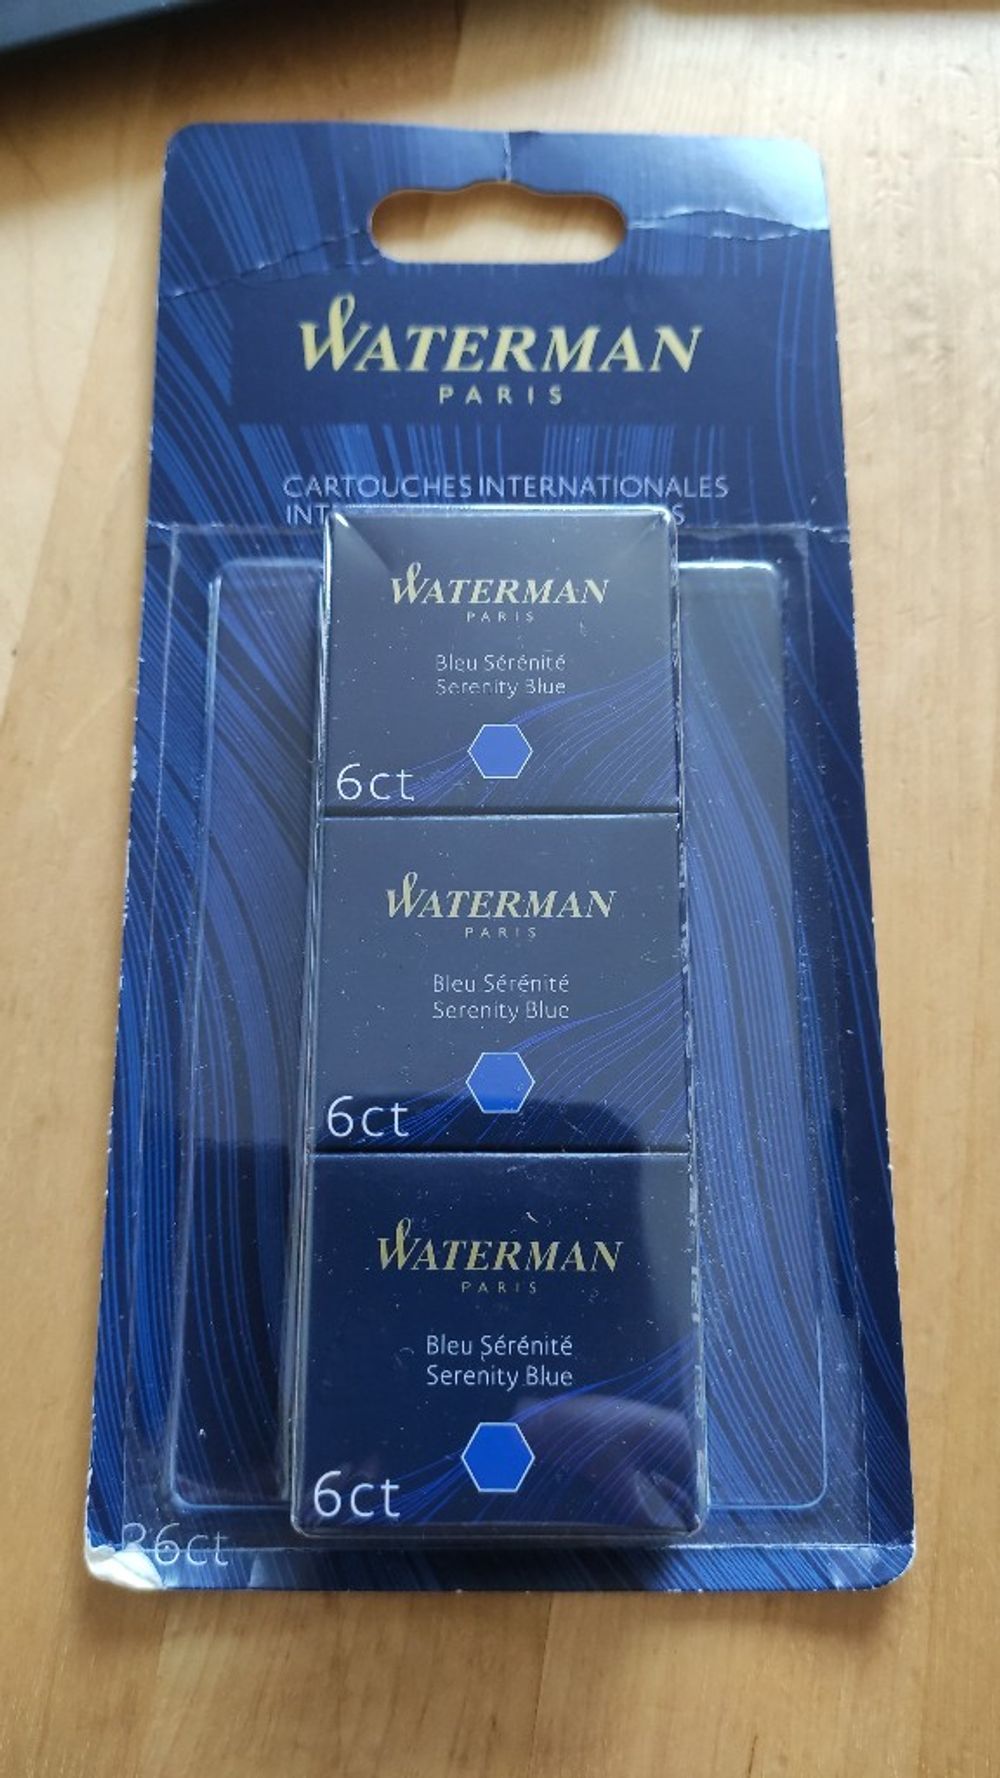 WATERMAN
PARIS
CARTOUCHES INTERNATIONALES
WATERMAN
PARIS
Bleu Sérénité
Serenity Blue
6ct
WATERMAN
PARIS
Bleu Sérénité
Serenity Blue
6ct
WATERMAN
PARIS
Bleu Sérénité
Serenity Blue
6ct
36ct